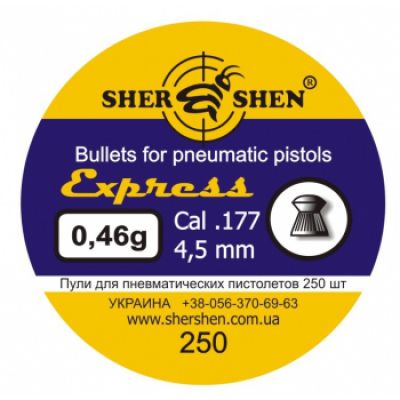 SHER SHEN ®
Bullets for pneumatic pistols
Express
0,46g
Cal .177
4,5 mm
Пули для пневматических пистолетов 250 шт
УКРАИНА +38-056-370-69-63
www.shershen.com.ua
250